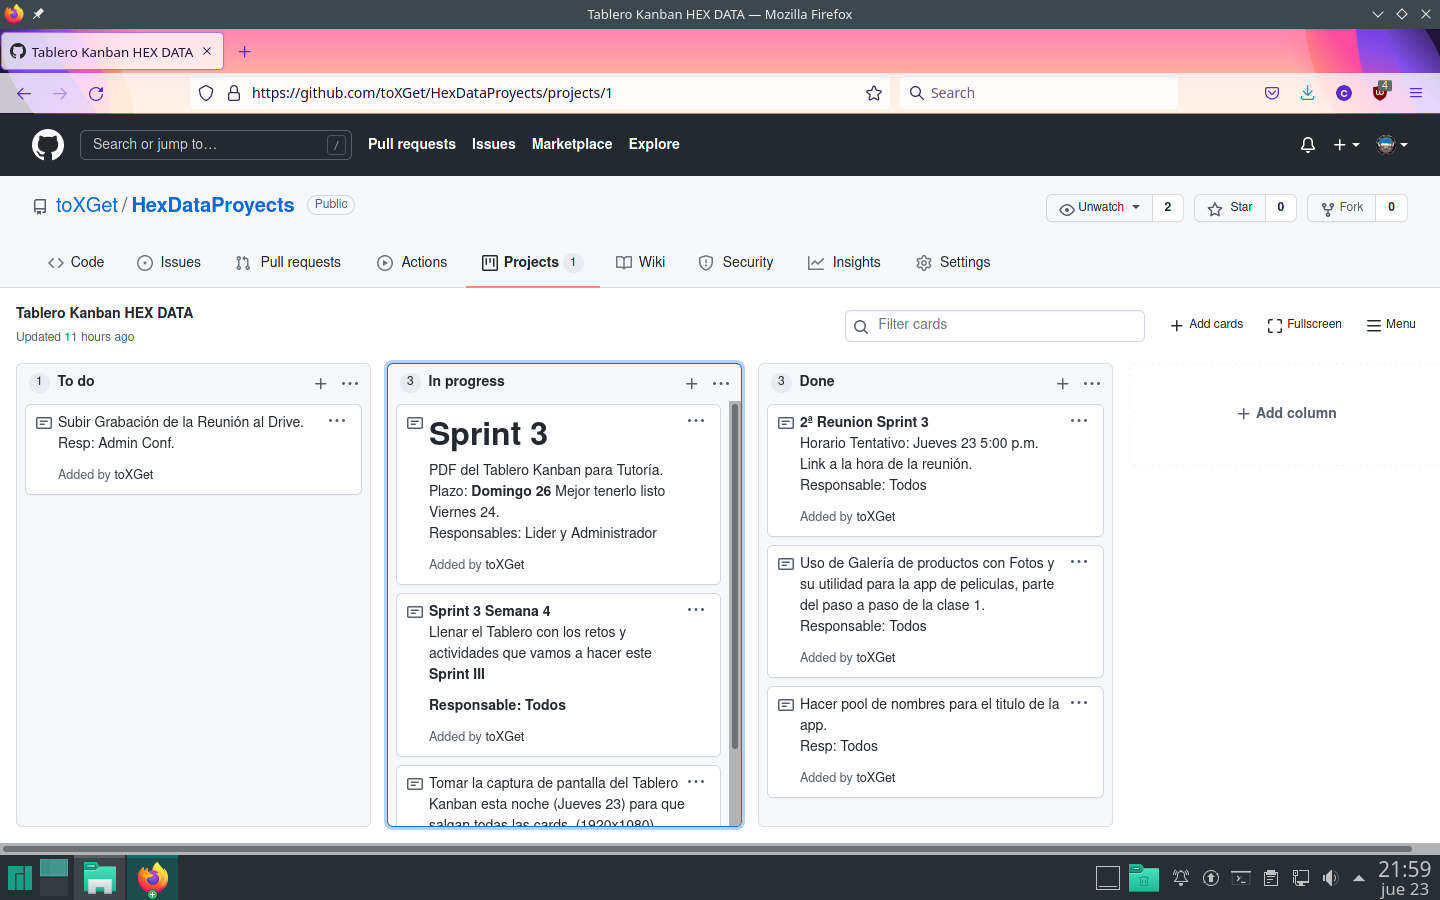 Tablero Kanban HEX DATA — Mozilla Firefox
Tablero Kanban HEX DATA
https://github.com/toXGet/HexDataProyects/projects/1
Search
4
Search or jump to…
/
Pull requests
Issues
Marketplace
Explore
toXGet / HexDataProyects
Public
Unwatch 2
Star 0
Fork 0
Code
Issues
Pull requests
Actions
Projects 1
Wiki
Security
Insights
Settings
Tablero Kanban HEX DATA
Updated 11 hours ago
Filter cards
Add cards
Fullscreen
Menu
1 To do
Subir Grabación de la Reunión al Drive.
Resp: Admin Conf.
Added by toXGet
3 In progress
Sprint 3
PDF del Tablero Kanban para Tutoría.
Plazo: Domingo 26 Mejor tenerlo listo
Viernes 24.
Responsables: Lider y Administrador
Added by toXGet
Sprint 3 Semana 4
Llenar el Tablero con los retos y
actividades que vamos a hacer este
Sprint III
Responsable: Todos
Added by toXGet
Tomar la captura de pantalla del Tablero
Kanban esta noche (Jueves 23) para que
salgan todas las cards. (1920x1080)
3 Done
2ª Reunion Sprint 3
Horario Tentativo: Jueves 23 5:00 p.m.
Link a la hora de la reunión.
Responsable: Todos
Added by toXGet
Uso de Galería de productos con Fotos y
su utilidad para la app de peliculas, parte
del paso a paso de la clase 1.
Responsable: Todos
Added by toXGet
Hacer pool de nombres para el titulo de la
app.
Resp: Todos
Added by toXGet
Add column
21:59
jue 23